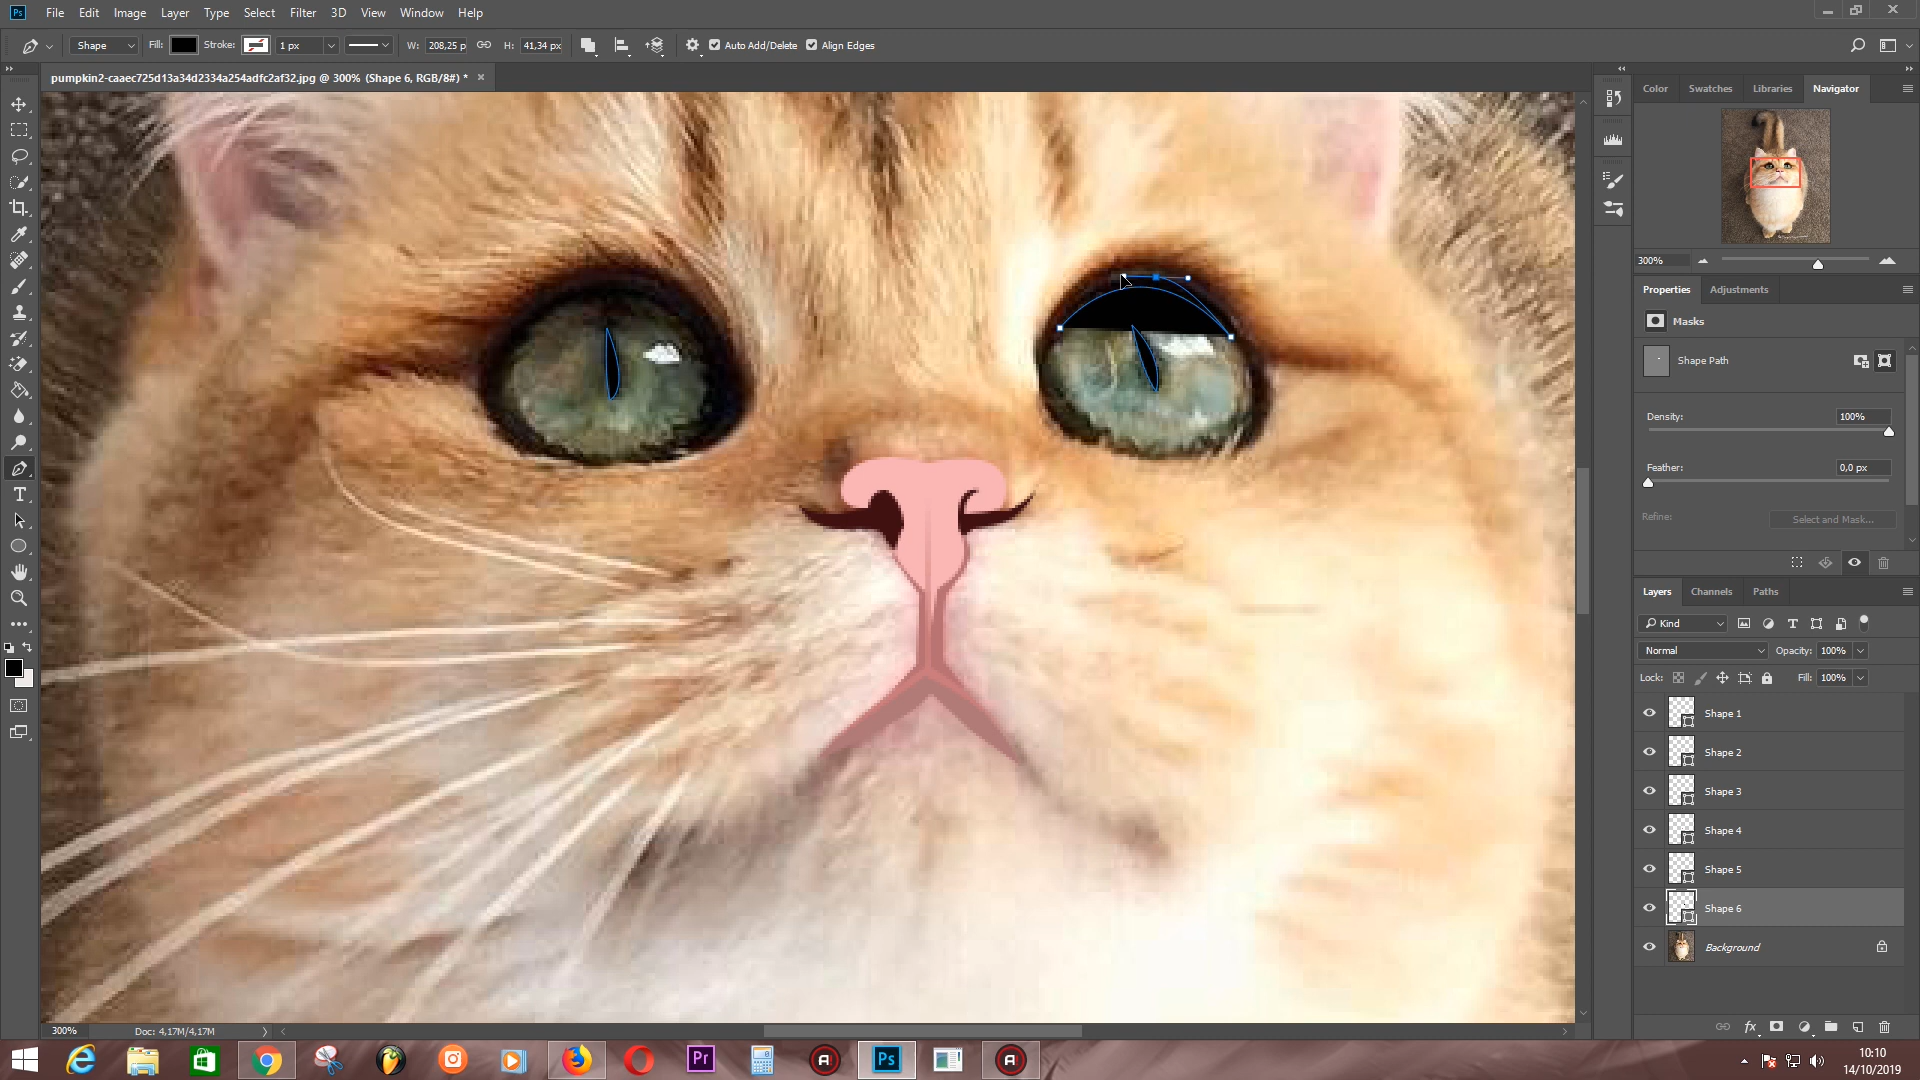 Ps File Edit Image Layer Type Select Filter 3D View Window Help
Shape Fill: Stroke: 1 px W: 208,25 p H: 41,34 px Auto Add/Delete Align Edges
pumpkin2-caaec725d13a34d2334a254adfc2af32.jpg @ 300% (Shape 6, RGB/8#) *
Color Swatches Libraries Navigator
300%
Properties Adjustments
Masks
Shape Path
Density: 100%
Feather: 0,0 px
Refine: Select and Mask...
Layers Channels Paths
Kind
Normal Opacity: 100%
Lock: Fill: 100%
Shape 1
Shape 2
Shape 3
Shape 4
Shape 5
Shape 6
Background
300% Doc: 4,17M/4,17M
Pr Ps
10:10
14/10/2019